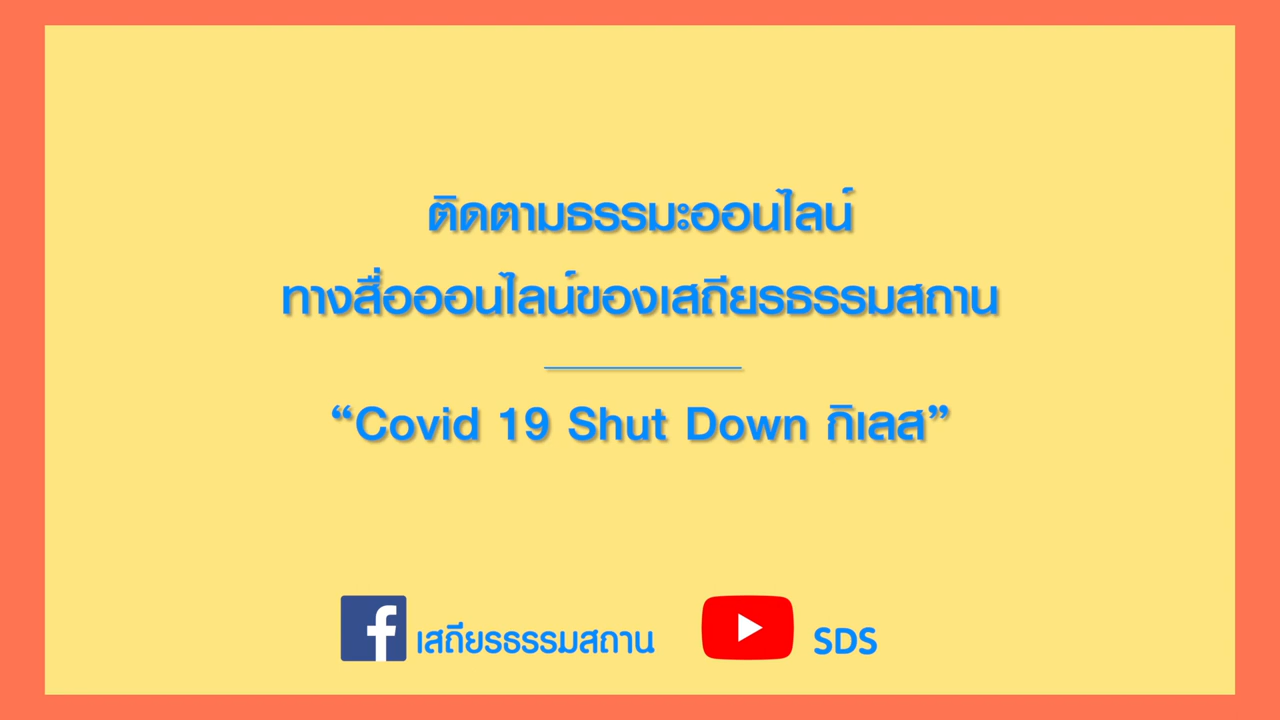 ติดตามธรรมะออนไลน์
ทางสื่อออนไลน์ของเสถียรธรรมสถาน
“Covid 19 Shut Down กิเลส”
เสถียรธรรมสถาน
SDS